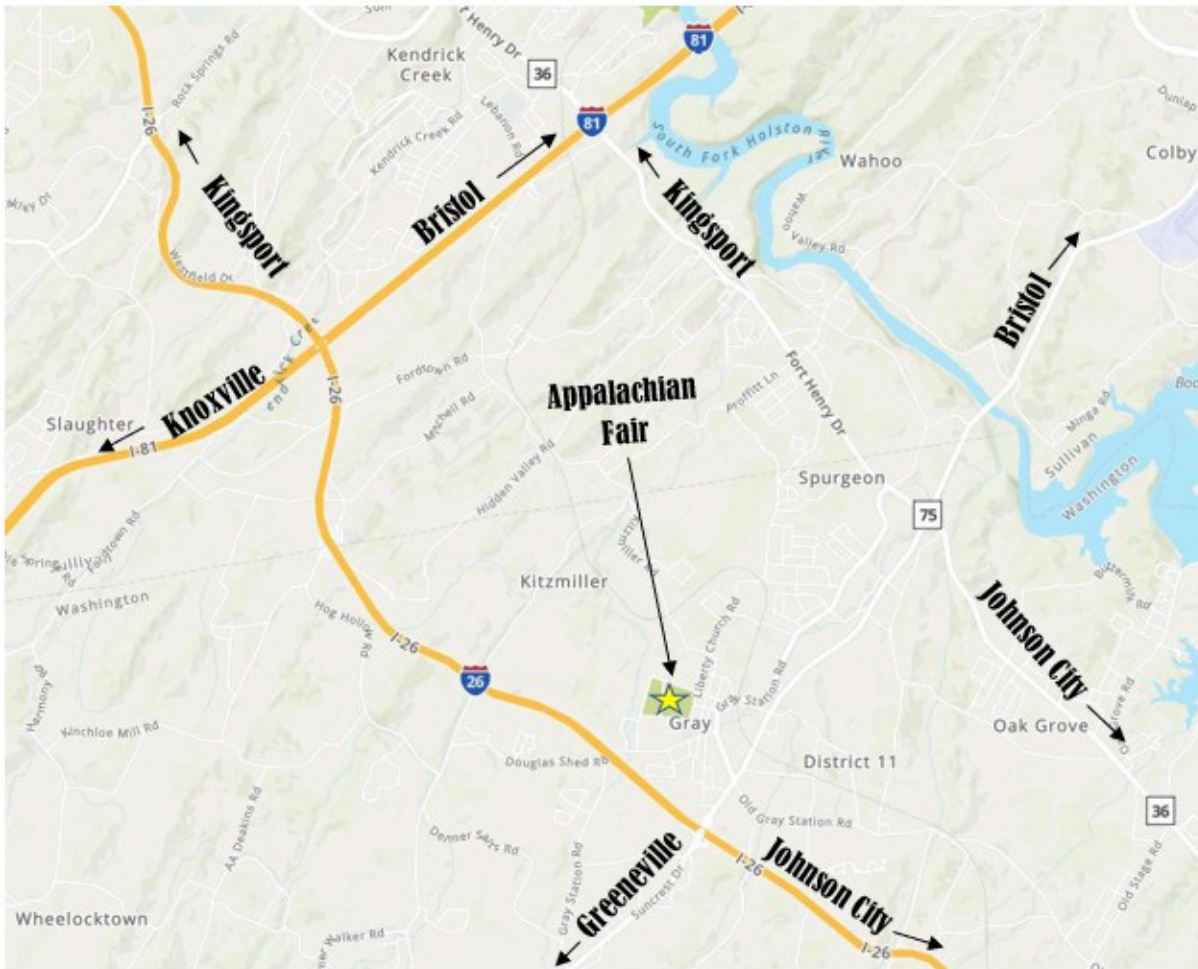 Rock Springs Rd
Henry Dr
Kendrick
Creek
36
81
I-26
Lebanon Rd
Kendrick Creek Rd
81
South Fork Holston River
Dunlap
Wahoo
Colby
Kingsport
Bristol
Kingsport
Wahoo
Valley Rd
Westfield Dr
Bristol
Knoxville
I-26
Fordtown Rd
Fort Henry Dr
Proffitt Ln
Appalachian
Fair
Slaughter
I-81
Mitchell Rd
Hidden Valley Rd
Minga Rd
Sullivan
Washington
Spurgeon
75
Kitzmiller
Washington
Hog Hollow Rd
I-26
26
Buttermilk Rd
Johnson City
Liberty Church Rd
Gray Station Rd
Gray
Oak Grove
Harmony Rd
Kinchloe Mill Rd
Douglas Shed Rd
District 11
36
AA Deakins Rd
Old Gray Station Rd
Greeneville
I-26
Johnson City
Gray Station Rd
Suncrest Dr
Old Stage Rd
Wheelocktown
Walker Rd
I-26